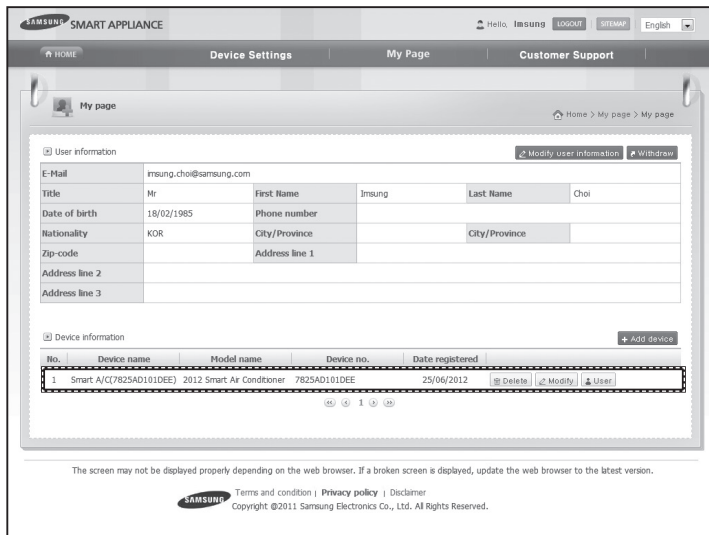 SAMSUNG SMART APPLIANCE Hello, Imsung LOGOUT SITEMAP English
HOME Device Settings My Page Customer Support
My page Home > My page > My page
User information Modify user information Withdraw
E-Mail imsung.choi@samsung.com
Title Mr First Name Imsung Last Name Choi
Date of birth 18/02/1985 Phone number
Nationality KOR City/Province City/Province
Zip-code Address line 1
Address line 2
Address line 3
Device information + Add device
No. Device name Model name Device no. Date registered
1 Smart A/C(7825AD101DEE) 2012 Smart Air Conditioner 7825AD101DEE 25/06/2012 Delete Modify User
1
The screen may not be displayed properly depending on the web browser. If a broken screen is displayed, update the web browser to the latest version.
SAMSUNG Terms and condition | Privacy policy | Disclaimer
Copyright @2011 Samsung Electronics Co., Ltd. All Rights Reserved.